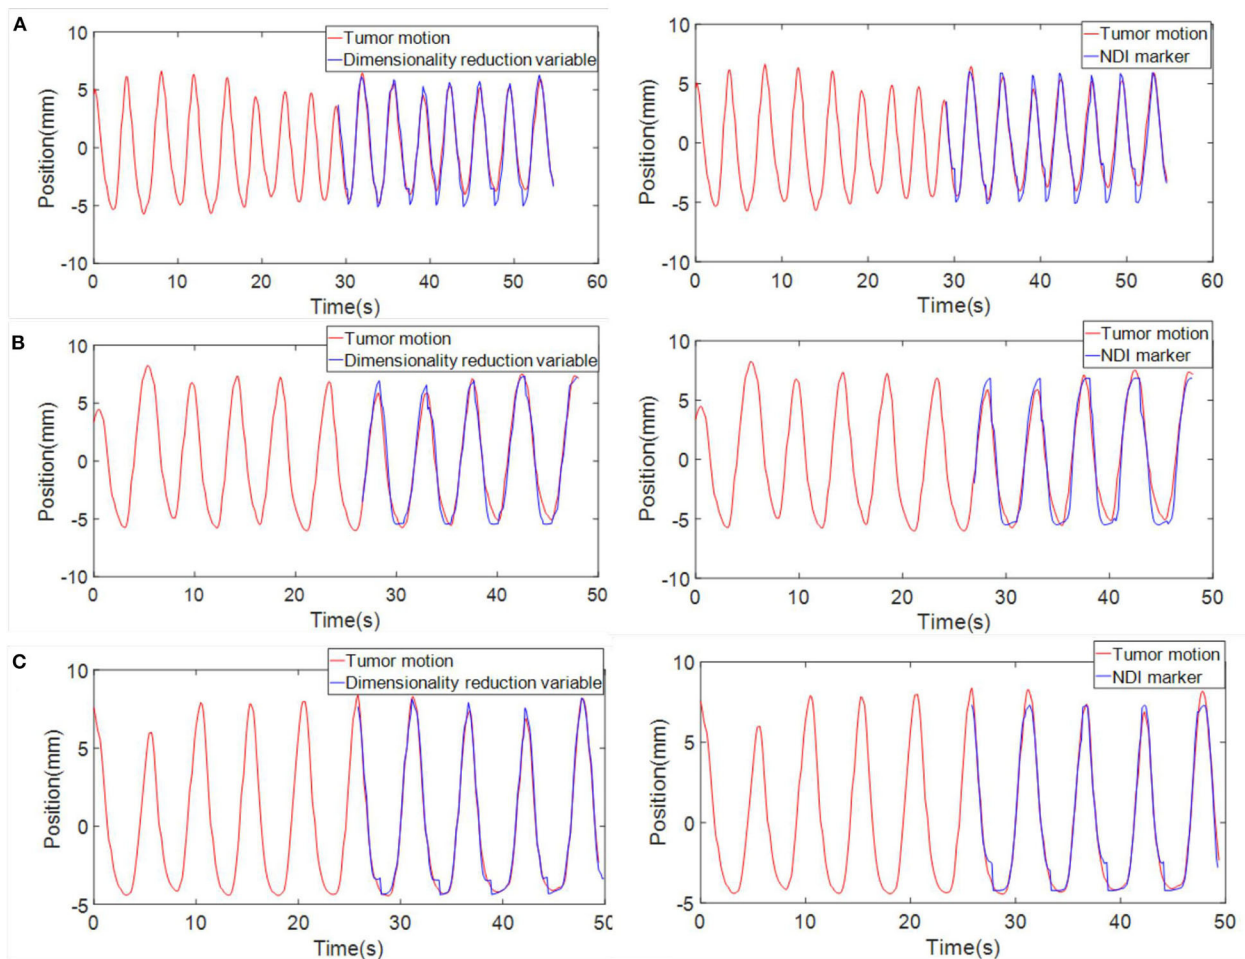 A
Tumor motion
Dimensionality reduction variable
10
5
0
-5
-10
Position(mm)
0 10 20 30 40 50 60
Time(s)
Tumor motion
NDI marker
10
5
0
-5
-10
Position(mm)
0 10 20 30 40 50 60
Time(s)
B
Tumor motion
Dimensionality reduction variable
10
5
0
-5
-10
Position(mm)
0 10 20 30 40 50
Time(s)
Tumor motion
NDI marker
10
5
0
-5
-10
Position(mm)
0 10 20 30 40 50
Time(s)
C
Tumor motion
Dimensionality reduction variable
10
5
0
-5
Position(mm)
0 10 20 30 40 50
Time(s)
Tumor motion
NDI marker
10
5
0
-5
Position(mm)
0 10 20 30 40 50
Time(s)